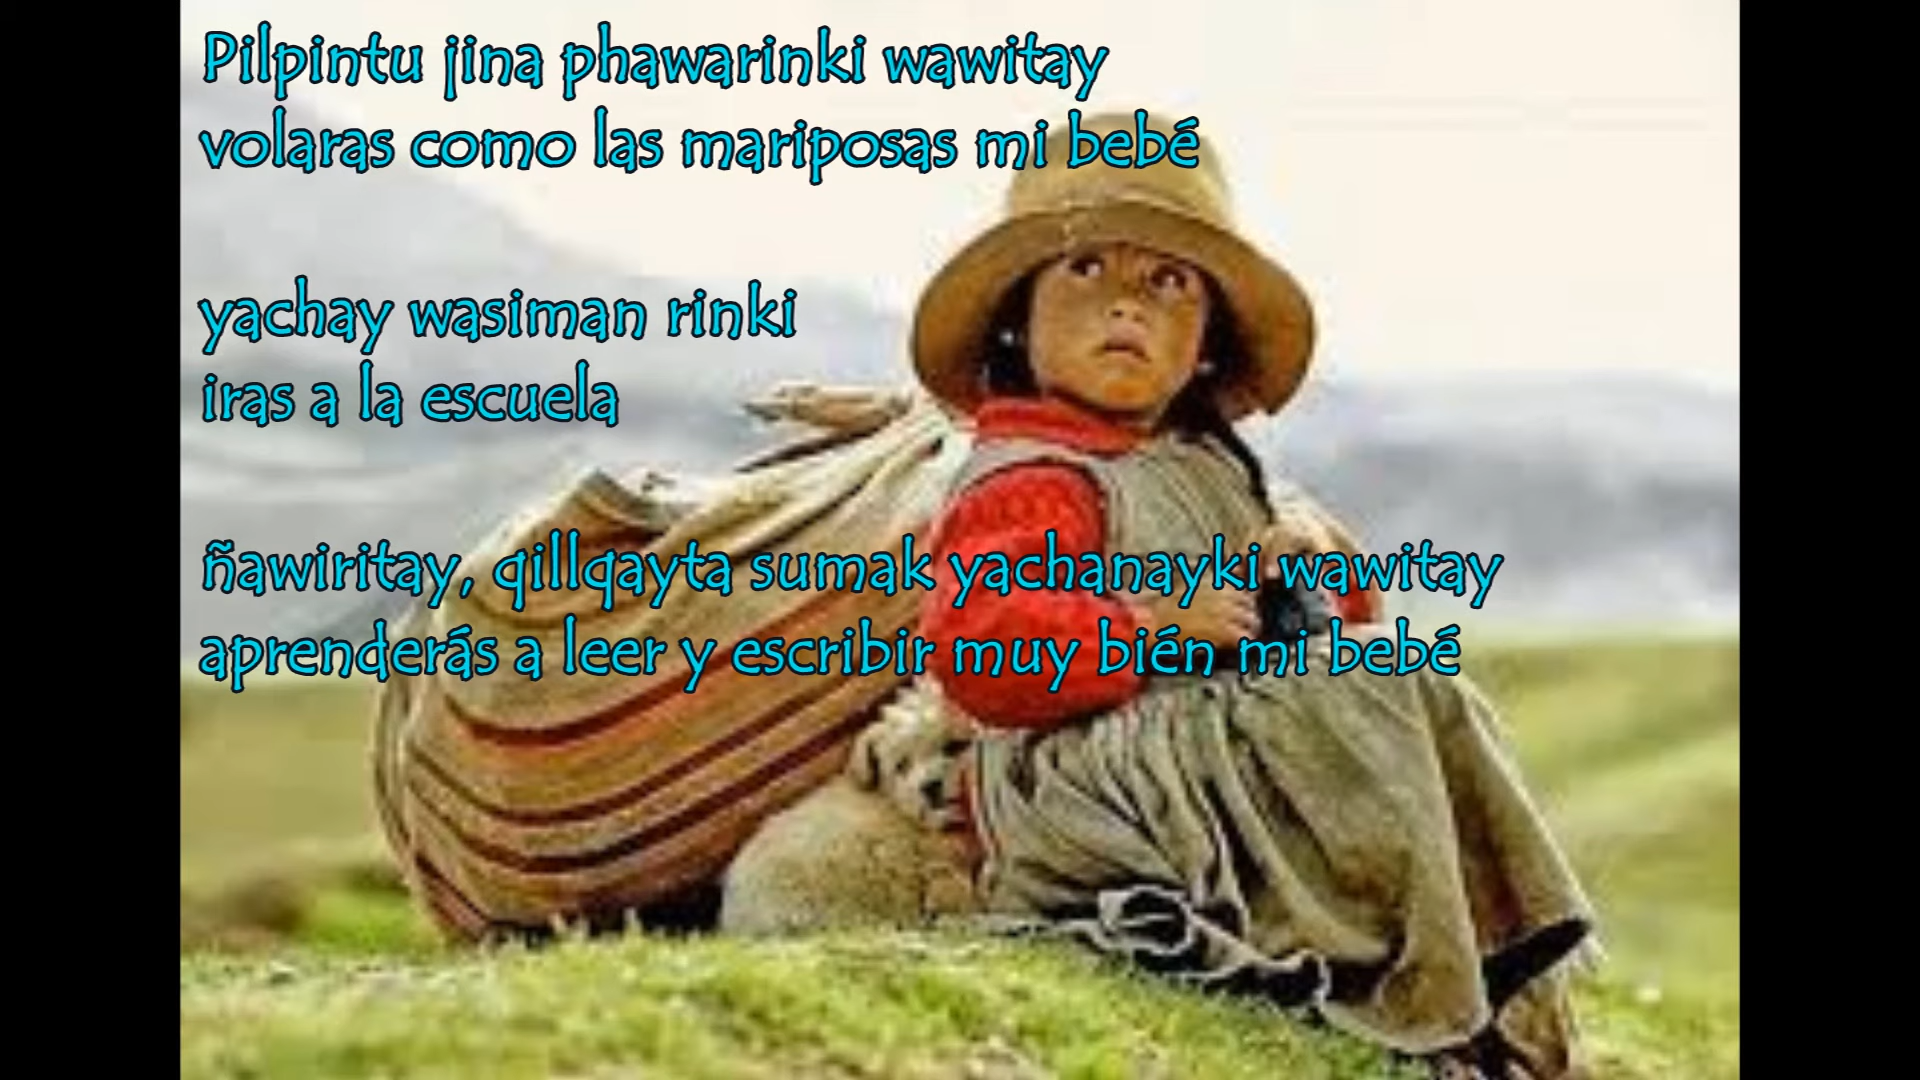 Pilpintu jina phawarinki wawitay
volaras como las mariposas mi bebé
yachay wasiman rinki
iras a la escuela
ñawiritay, qillqayta sumak yachanayki wawitay
aprenderás a leer y escribir muy bién mi bebé